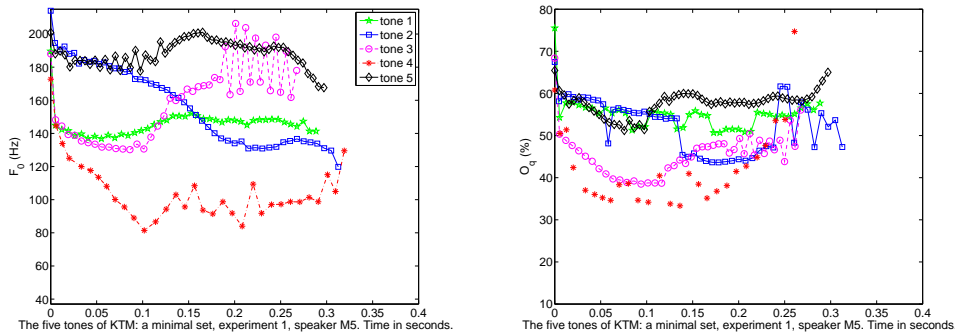 tone 1
tone 2
tone 3
tone 4
tone 5
200
180
160
140
120
100
80
60
40
F0 (Hz)
0 0.05 0.1 0.15 0.2 0.25 0.3 0.4
The five tones of KTM: a minimal set, experiment 1, speaker M5. Time in seconds.
80
70
60
50
40
30
20
10
Oq (%)
0 0.05 0.1 0.15 0.2 0.25 0.3 0.4
The five tones of KTM: a minimal set, experiment 1, speaker M5. Time in seconds.